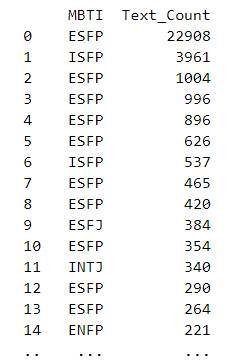 MBTI Text_Count
0 ESFP 22908
1 ISFP 3961
2 ESFP 1004
3 ESFP 996
4 ESFP 896
5 ESFP 626
6 ISFP 537
7 ESFP 465
8 ESFP 420
9 ESFJ 384
10 ESFP 354
11 INTJ 340
12 ESFP 290
13 ESFP 264
14 ENFP 221
.. ... ...